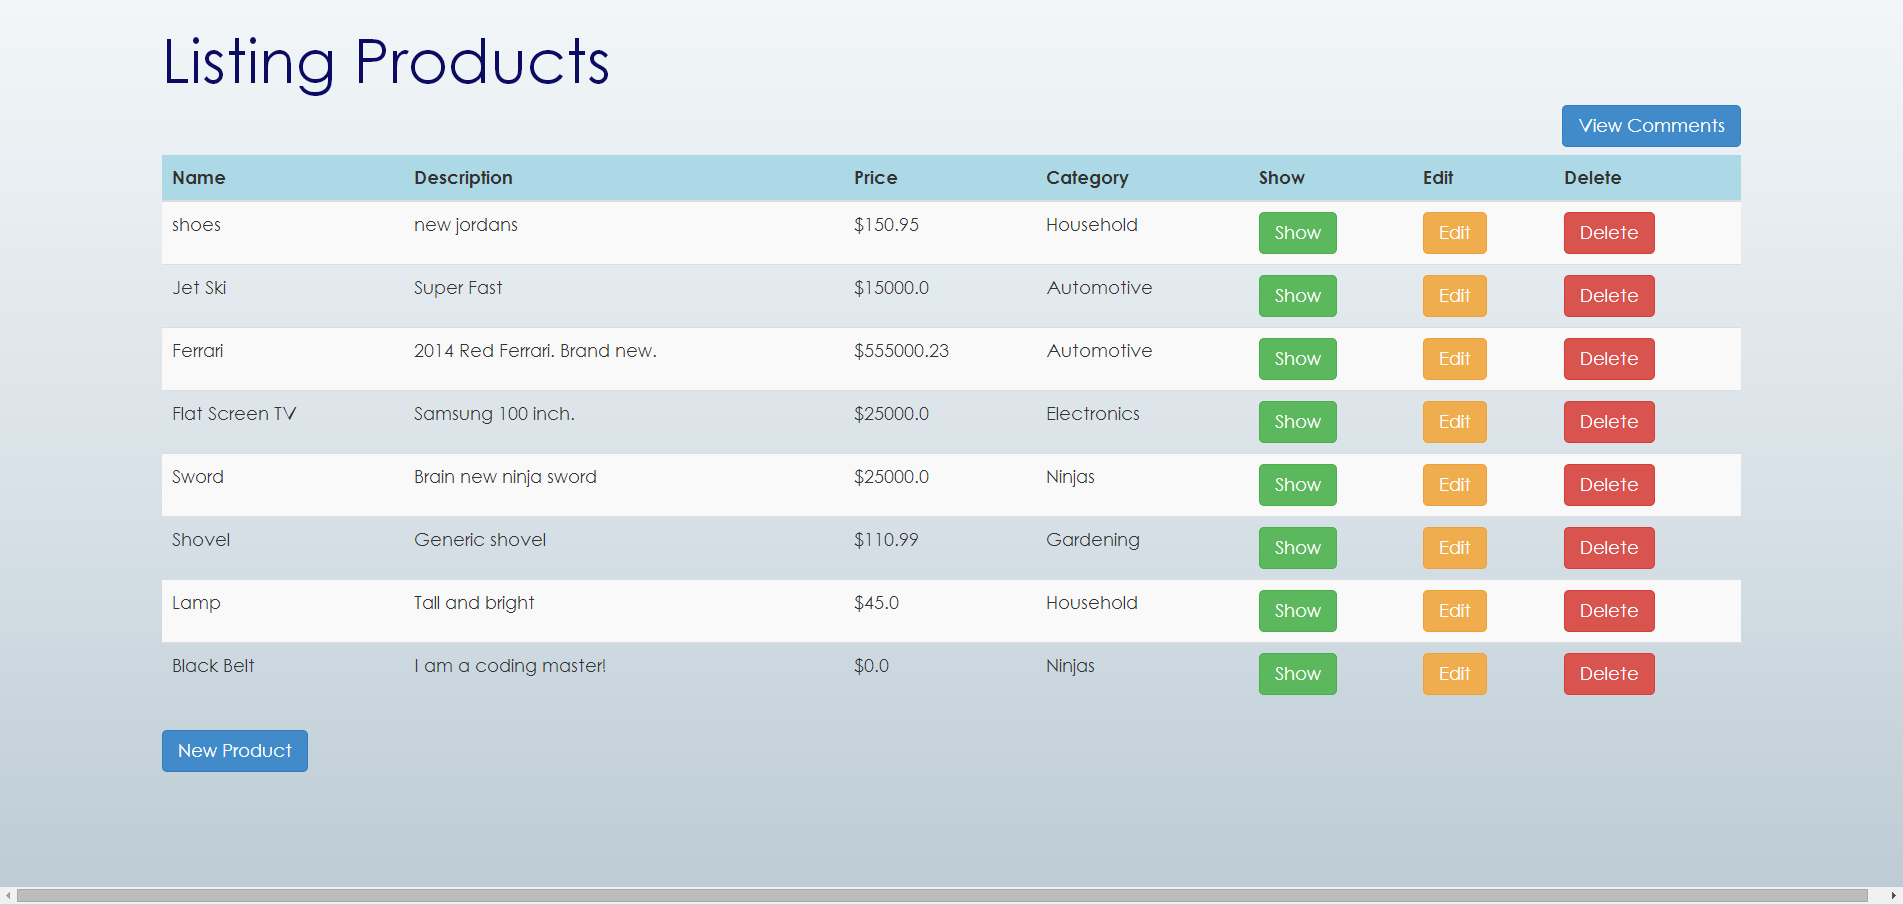 Listing Products
View Comments
Name Description Price Category Show Edit Delete
shoes new jordans $150.95 Household Show Edit Delete
Jet Ski Super Fast $15000.0 Automotive Show Edit Delete
Ferrari 2014 Red Ferrari. Brand new. $555000.23 Automotive Show Edit Delete
Flat Screen TV Samsung 100 inch. $25000.0 Electronics Show Edit Delete
Sword Brain new ninja sword $25000.0 Ninjas Show Edit Delete
Shovel Generic shovel $110.99 Gardening Show Edit Delete
Lamp Tall and bright $45.0 Household Show Edit Delete
Black Belt I am a coding master! $0.0 Ninjas Show Edit Delete
New Product